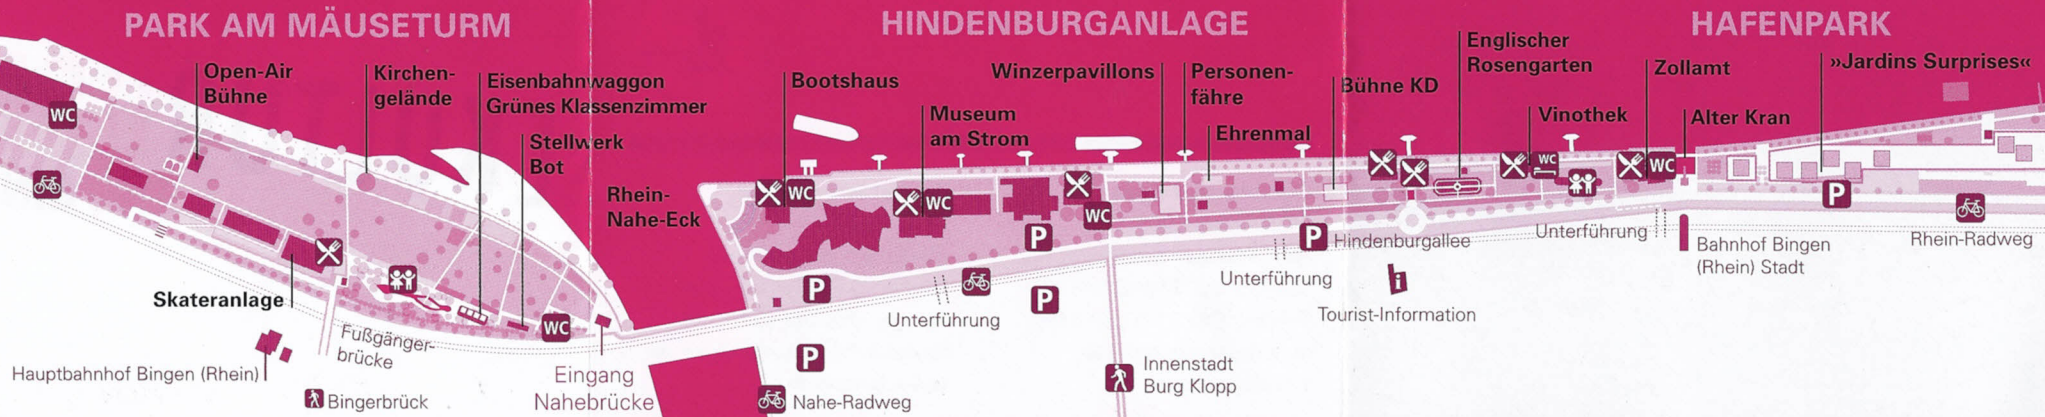 PARK AM MÄUSETURM
HINDENBURGANLAGE
HAFENPARK
Open-Air
Bühne
Kirchen-
gelände
Eisenbahnwaggon
Grünes Klassenzimmer
Stellwerk
Bot
Rhein-
Nahe-Eck
Bootshaus
Museum
am Strom
Winzerpavillons
Personen-
fähre
Ehrenmal
Bühne KD
Englischer
Rosengarten
Vinothek
Zollamt
Alter Kran
»Jardins Surprises«
WC
WC
WC
WC
WC
WC
WC
P
P
P
P
P
P
i
Skateranlage
Fußgänger-
brücke
Hauptbahnhof Bingen (Rhein)
Bingerbrück
Eingang
Nahebrücke
Nahe-Radweg
Unterführung
Innenstadt
Burg Klopp
Unterführung
Hindenburgallee
Tourist-Information
Unterführung
Bahnhof Bingen
(Rhein) Stadt
Rhein-Radweg